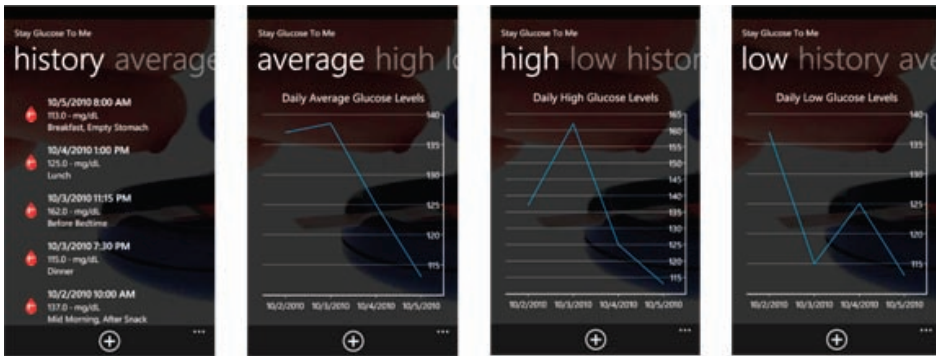 Stay Glucose To Me
history average
10/5/2010 8:00 AM
113.0 - mg/dL
Breakfast, Empty Stomach
10/4/2010 1:00 PM
125.0 - mg/dL
Lunch
10/3/2010 11:15 PM
162.0 - mg/dL
Before Bedtime
10/3/2010 7:30 PM
115.0 - mg/dL
Dinner
10/2/2010 10:00 AM
137.0 - mg/dL
Mid Morning, After Snack
Stay Glucose To Me
average high lo
Daily Average Glucose Levels
140
135
130
125
120
115
10/2/2010 10/3/2010 10/4/2010 10/5/2010
Stay Glucose To Me
high low histor
Daily High Glucose Levels
165
160
155
150
145
140
135
130
125
120
115
10/2/2010 10/3/2010 10/4/2010 10/5/2010
Stay Glucose To Me
low history ave
Daily Low Glucose Levels
140
135
130
125
120
115
10/2/2010 10/3/2010 10/4/2010 10/5/2010